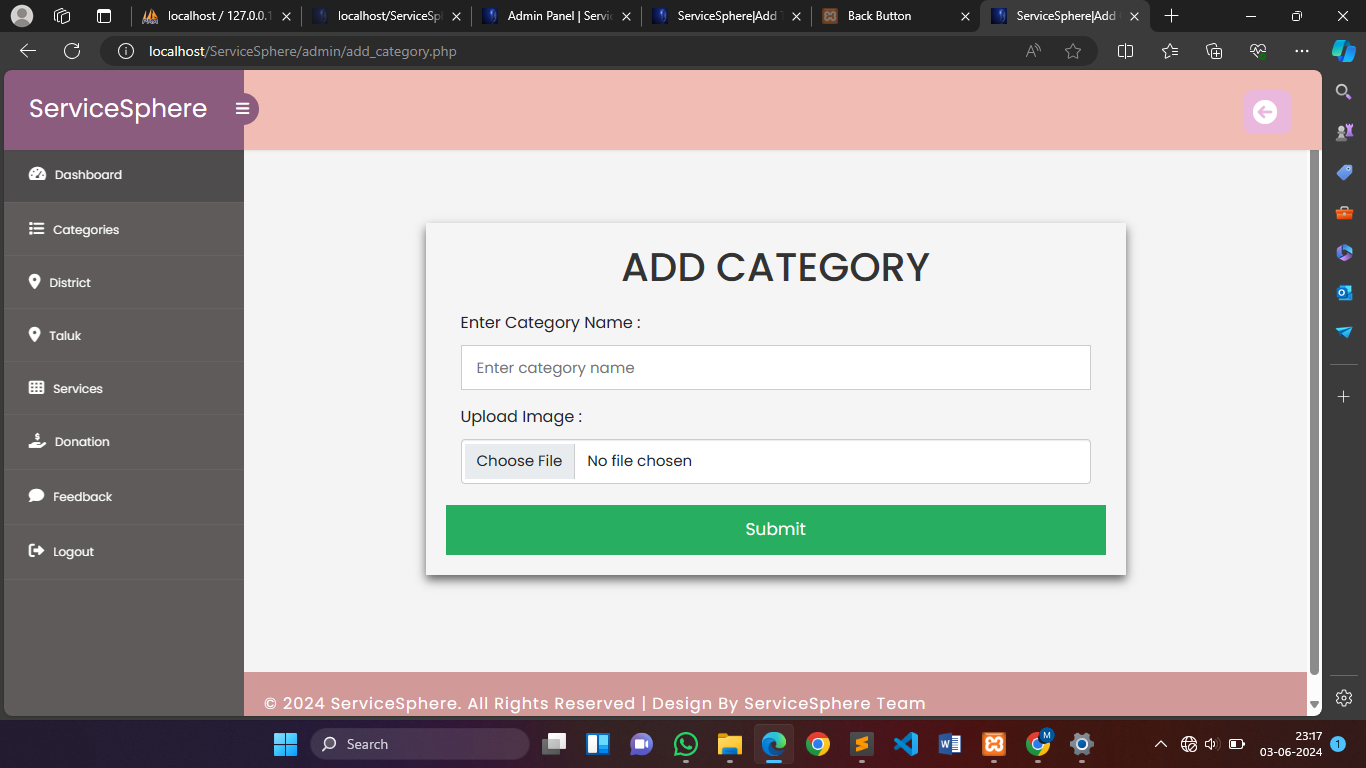 localhost / 127.0.0.1
localhost/ServiceSp
Admin Panel | Servic
ServiceSphere|Add T
Back Button
ServiceSphere|Add
localhost/ServiceSphere/admin/add_category.php
ServiceSphere
Dashboard
Categories
District
Taluk
Services
Donation
Feedback
Logout
ADD CATEGORY
Enter Category Name :
Enter category name
Upload Image :
Choose File No file chosen
Submit
© 2024 ServiceSphere. All Rights Reserved | Design By ServiceSphere Team
Search
M
23:17
03-06-2024
1